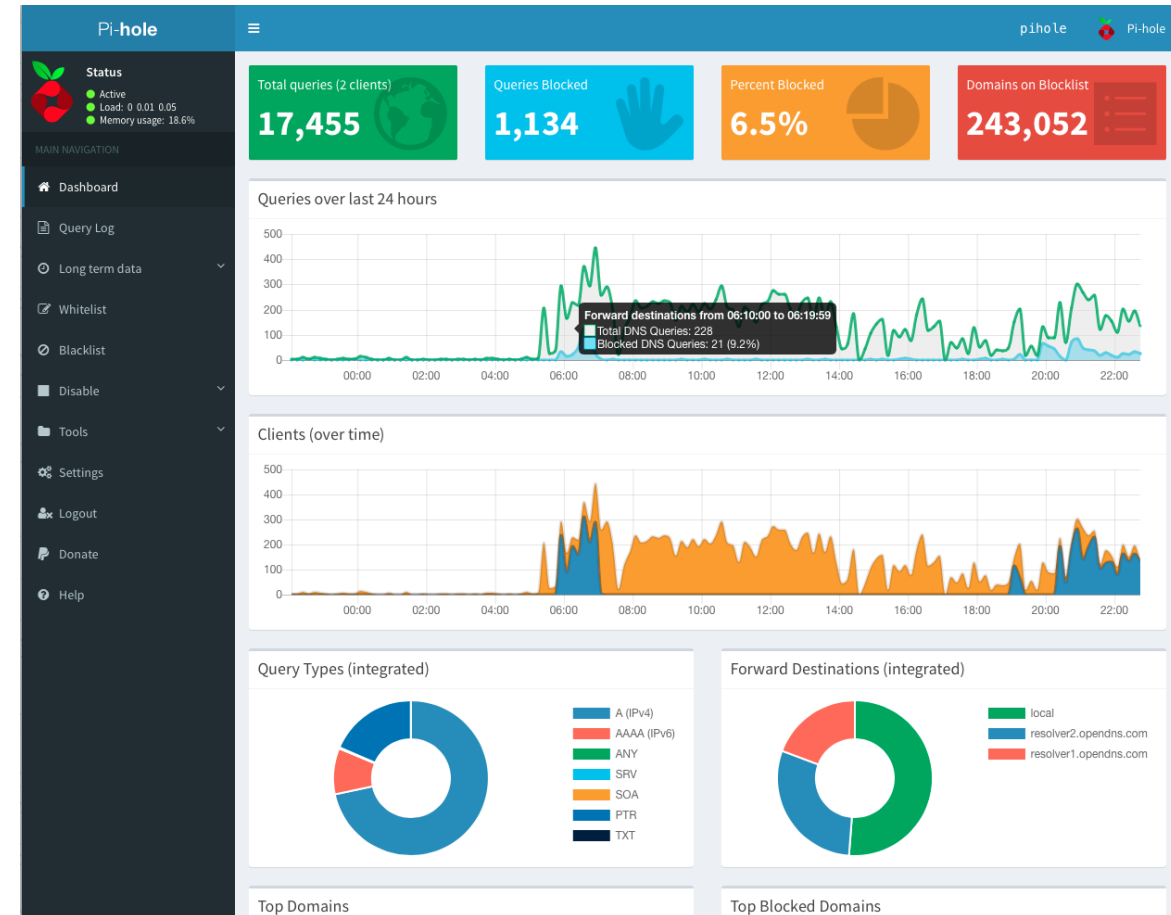 Pi-hole
pihole
Pi-hole
Status
Active
Load: 0 0.01 0.05
Memory usage: 18.6%
MAIN NAVIGATION
Dashboard
Query Log
Long term data
Whitelist
Blacklist
Disable
Tools
Settings
Logout
Donate
Help
Total queries (2 clients)
17,455
Queries Blocked
1,134
Percent Blocked
6.5%
Domains on Blocklist
243,052
Queries over last 24 hours
500
400
300
200
100
0
Forward destinations from 06:10:00 to 06:19:59
Total DNS Queries: 228
Blocked DNS Queries: 21 (9.2%)
00:00 02:00 04:00 06:00 08:00 10:00 12:00 14:00 16:00 18:00 20:00 22:00
Clients (over time)
500
400
300
200
100
0
00:00 02:00 04:00 06:00 08:00 10:00 12:00 14:00 16:00 18:00 20:00 22:00
Query Types (integrated)
A (IPv4)
AAAA (IPv6)
ANY
SRV
SOA
PTR
TXT
Forward Destinations (integrated)
local
resolver2.opendns.com
resolver1.opendns.com
Top Domains
Top Blocked Domains